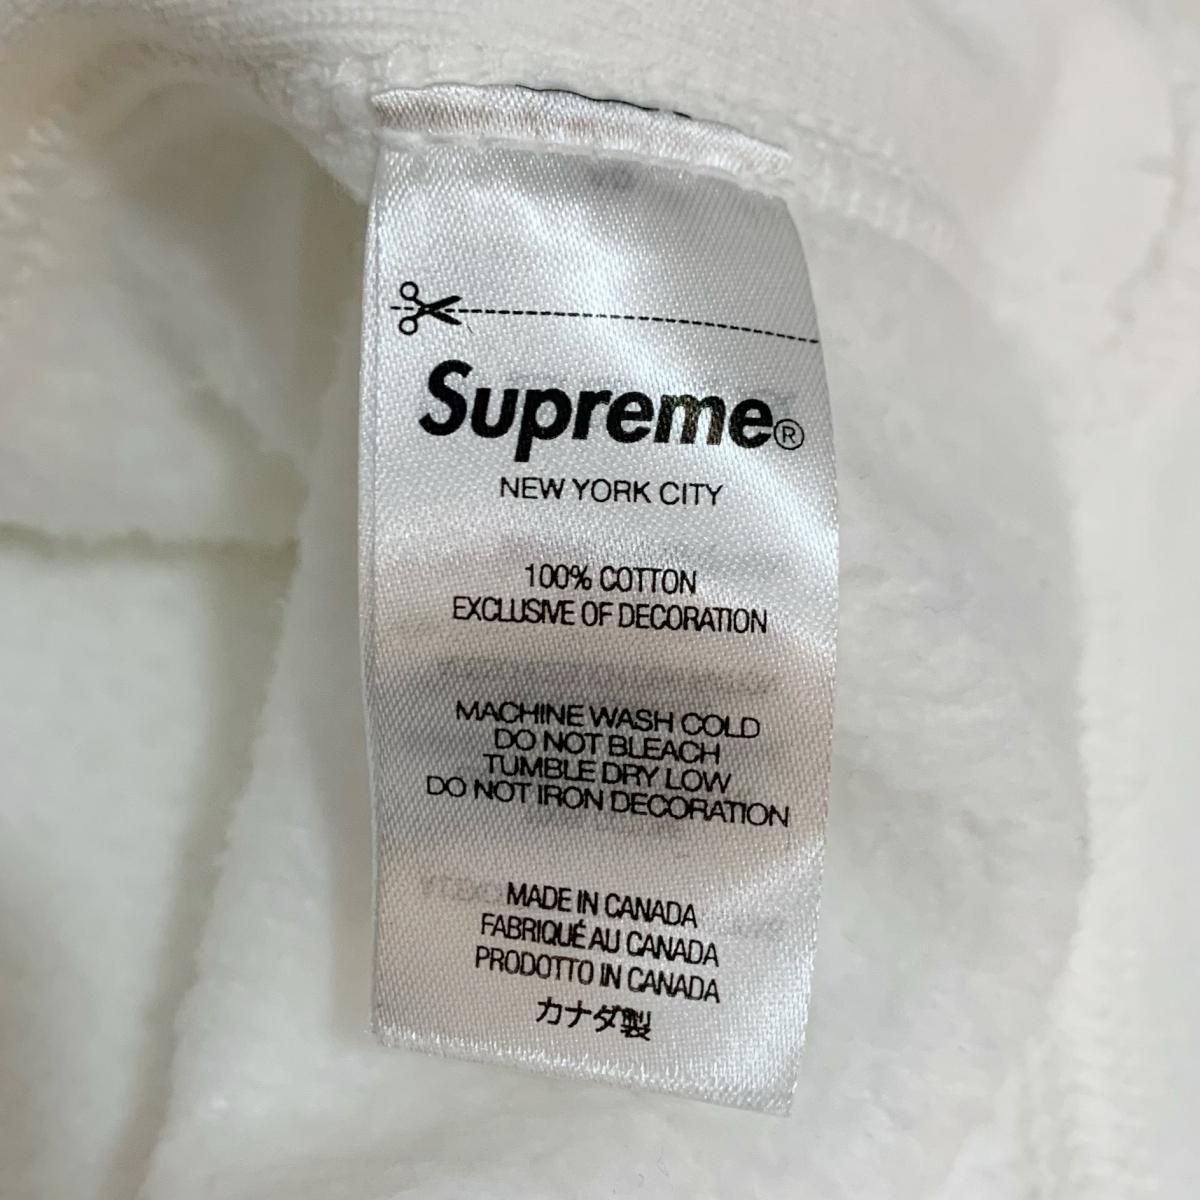 Supreme®
NEW YORK CITY
100% COTTON
EXCLUSIVE OF DECORATION
MACHINE WASH COLD
DO NOT BLEACH
TUMBLE DRY LOW
DO NOT IRON DECORATION
MADE IN CANADA
FABRIQUÉ AU CANADA
PRODOTTO IN CANADA
カナダ製